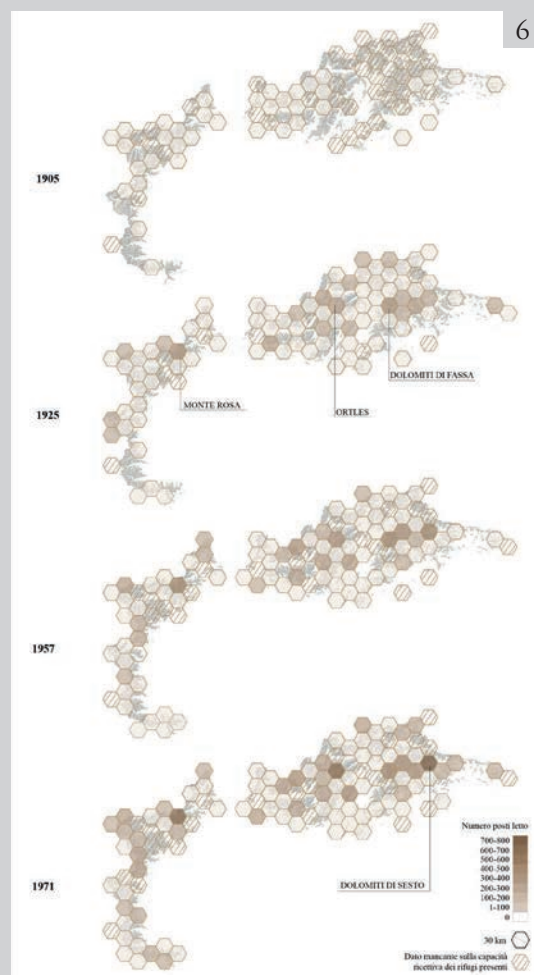 6
1905
DOLOMITI DI FASSA
MONTE ROSA
ORTLES
1925
1957
1971
DOLOMITI DI SESTO
Numero posti letto
700-800
600-700
500-600
400-500
300-400
200-300
100-200
1-100
0
30 km
Dato mancante sulla capacità
ricettiva dei rifugi presenti